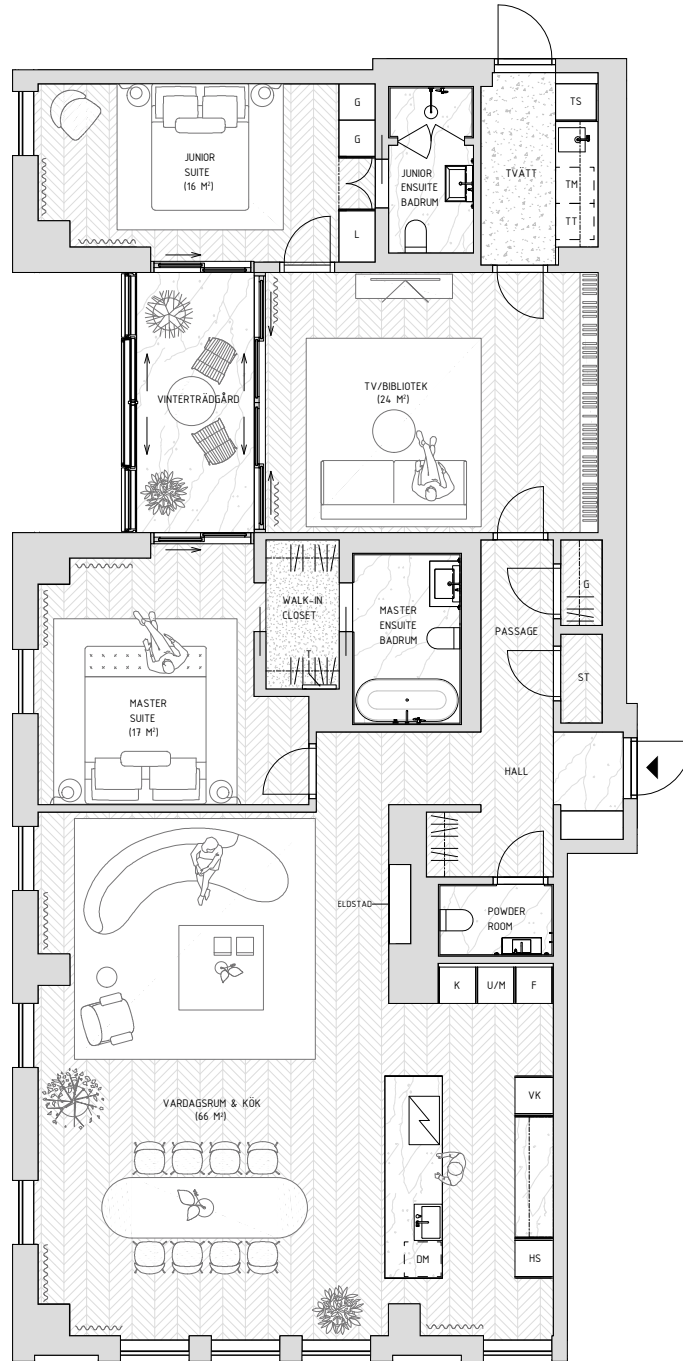 TS
G
G
JUNIOR
SUITE
(16 M²)
JUNIOR
ENSUITE
BADRUM
TVÄTT
TM
TT
L
TV/BIBLIOTEK
(24 M²)
VINTERTRÄDGÅRD
WALK-IN
CLOSET
T
MASTER
ENSUITE
BADRUM
PASSAGE
G
ST
MASTER
SUITE
(17 M²)
HALL
ELDSTAD
POWDER
ROOM
K
U/M
F
VARDAGSRUM & KÖK
(66 M²)
VK
DM
HS